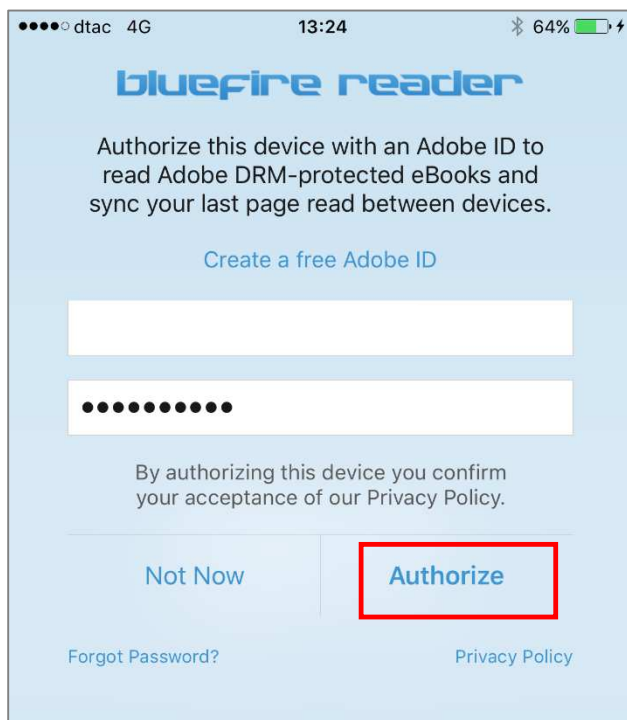 dtac 4G 13:24 64%
bluefire reader
Authorize this device with an Adobe ID to
read Adobe DRM-protected eBooks and
sync your last page read between devices.
Create a free Adobe ID
●●●●●●●●●●
By authorizing this device you confirm
your acceptance of our Privacy Policy.
Not Now Authorize
Forgot Password? Privacy Policy